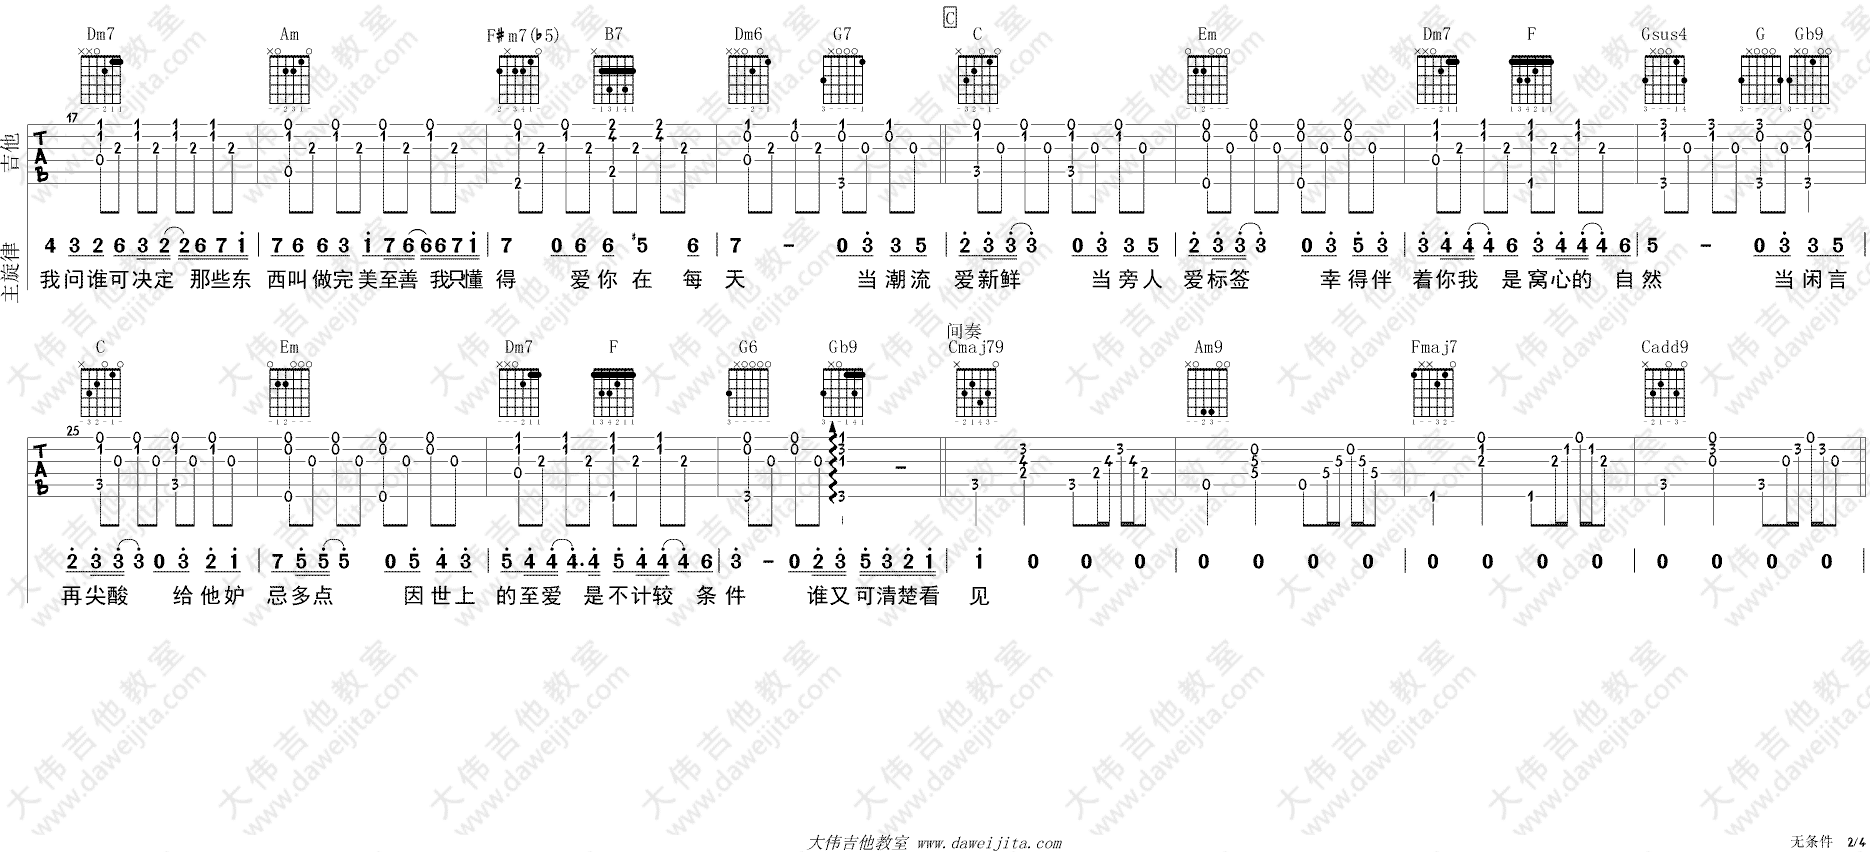 C
Dm7 Am F♯m7(♭5) B7 Dm6 G7 C Em Dm7 F Gsus4 G Gb9
吉他 17 TAB
主旋律 4 3 2 6 3 2 2 6 7 1 | 7 6 6 3 1 7 6 6 6 7 1 | 7 0 6 6 ♯5 6 | 7 - 0 3 3 5 | 2 3 3 3 0 3 3 5 | 2 3 3 3 0 3 5 3 | 3 4 4 4 6 3 4 4 4 6 | 5 - 0 3 3 5 |
我问谁可决定 那些东 西叫做完美至善 我只懂 得 爱你在 每 天 当潮流 爱新鲜 当旁人 爱标签 幸得伴 着你我 是窝心的 自然 当闲言
间奏
C Em Dm7 F G6 Gb9 Cmaj79 Am9 Fmaj7 Cadd9
25 TAB
2 3 3 3 0 3 2 1 | 7 5 5 5 0 5 4 3 | 5 4 4 4. 4 5 4 4 4 6 | 3 - 0 2 3 5 3 2 1 | 1 0 0 0 | 0 0 0 0 | 0 0 0 0 | 0 0 0 0 |
再尖酸 给他妒 忌多点 因世上 的至爱 是不计较 条件 谁又可清楚看 见
大伟吉他教室 www.daweijita.com
无条件 2/4